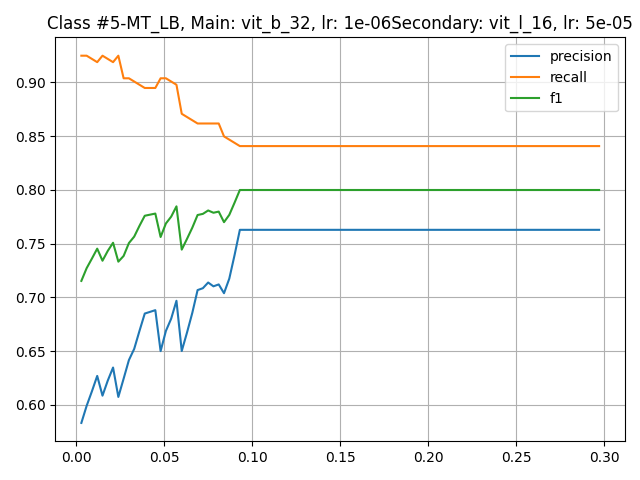 Class #5-MT_LB, Main: vit_b_32, lr: 1e-06Secondary: vit_l_16, lr: 5e-05
precision
recall
f1
0.90
0.85
0.80
0.75
0.70
0.65
0.60
0.00 0.05 0.10 0.15 0.20 0.25 0.30